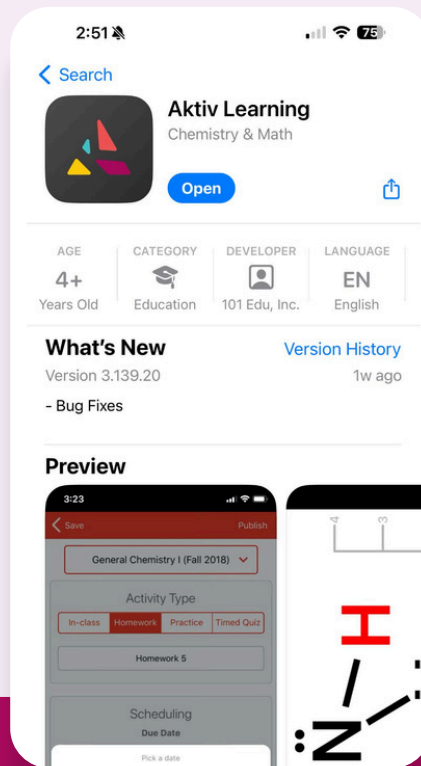 2:51
75
Search
Aktiv Learning
Chemistry & Math
Open
AGE
4+
Years Old
CATEGORY
Education
DEVELOPER
101 Edu, Inc.
LANGUAGE
EN
English
What's New
Version History
Version 3.139.20
1w ago
- Bug Fixes
Preview
3:23
Save
Publish
General Chemistry I (Fall 2018)
Activity Type
In-class Homework Practice Timed Quiz
Homework 5
Scheduling
Due Date
Pick a date
4
3
H
:N